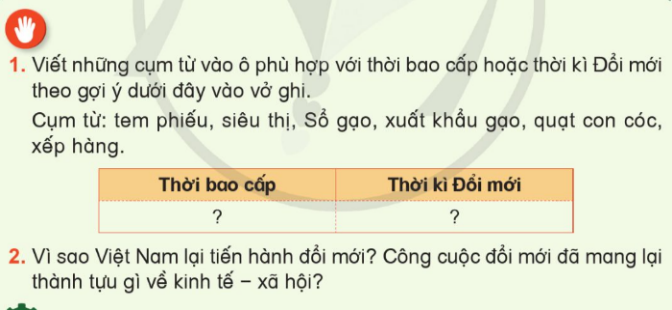 1. Viết những cụm từ vào ô phù hợp với thời bao cấp hoặc thời kì Đổi mới
theo gợi ý dưới đây vào vở ghi.
Cụm từ: tem phiếu, siêu thị, Sổ gạo, xuất khẩu gạo, quạt con cóc,
xếp hàng.
Thời bao cấp Thời kì Đổi mới
? ?
2. Vì sao Việt Nam lại tiến hành đổi mới? Công cuộc đổi mới đã mang lại
thành tựu gì về kinh tế – xã hội?